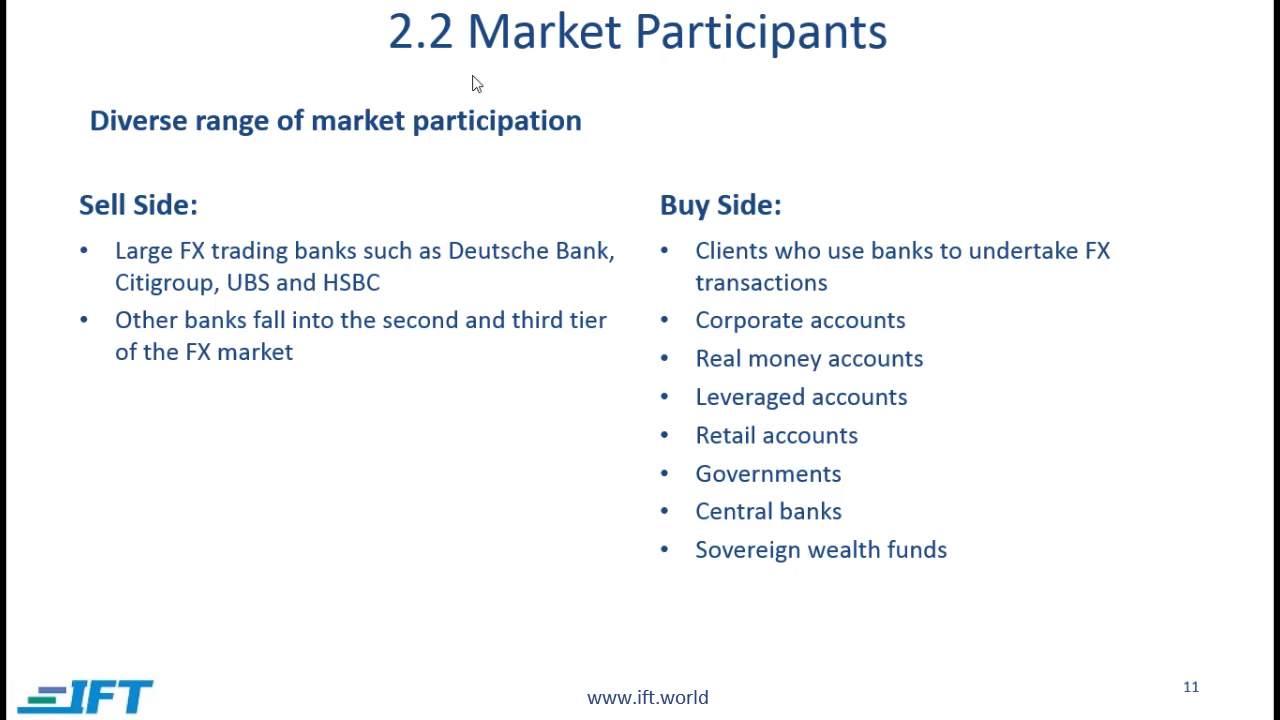 2.2 Market Participants
Diverse range of market participation
Sell Side:
• Large FX trading banks such as Deutsche Bank,
Citigroup, UBS and HSBC
• Other banks fall into the second and third tier
of the FX market
Buy Side:
• Clients who use banks to undertake FX
transactions
• Corporate accounts
• Real money accounts
• Leveraged accounts
• Retail accounts
• Governments
• Central banks
• Sovereign wealth funds
IFT
www.ift.world
11